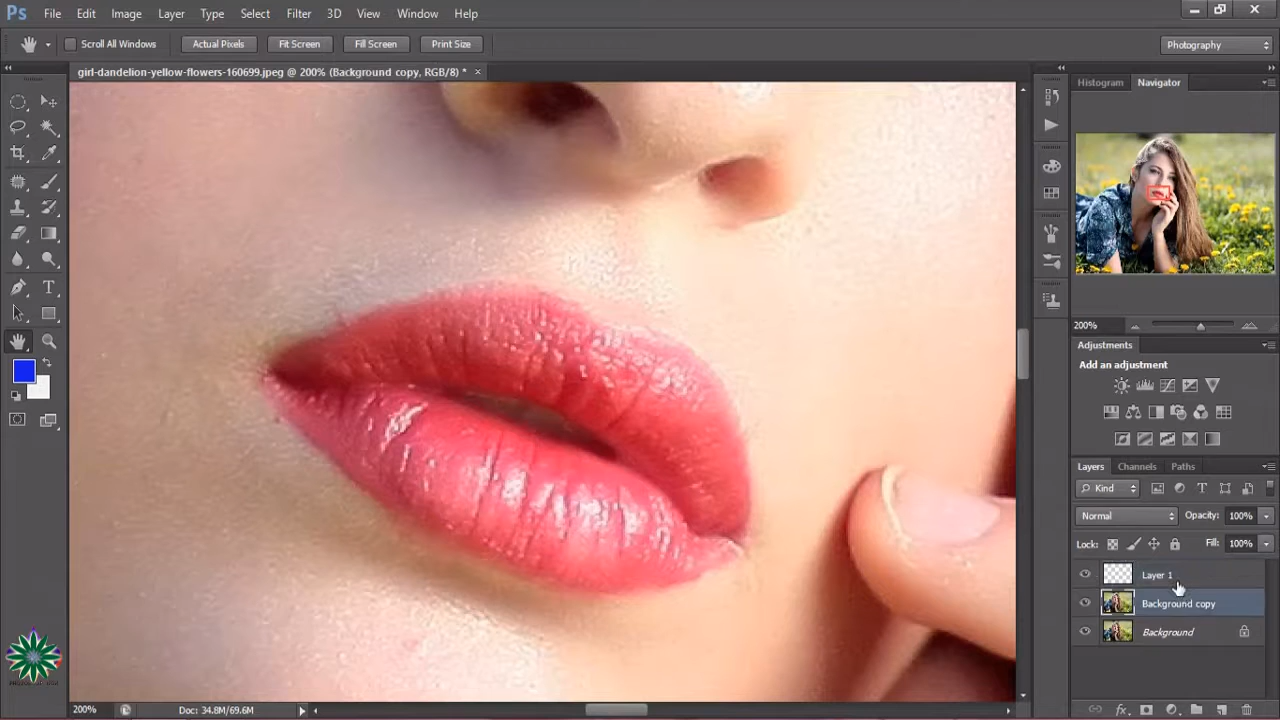 Ps File Edit Image Layer Type Select Filter 3D View Window Help
Scroll All Windows Actual Pixels Fit Screen Fill Screen Print Size Photography
girl-dandelion-yellow-flowers-160699.jpeg @ 200% (Background copy, RGB/8) * ×
Histogram Navigator
200%
Adjustments
Add an adjustment
Layers Channels Paths
Kind
Normal Opacity: 100%
Lock: Fill: 100%
Layer 1
Background copy
Background
200% Doc: 34.8M/69.6M